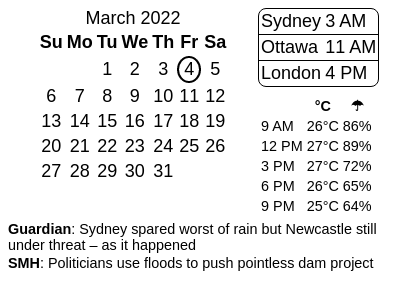 March 2022
Su Mo Tu We Th Fr Sa
1 2 3 4 5
6 7 8 9 10 11 12
13 14 15 16 17 18 19
20 21 22 23 24 25 26
27 28 29 30 31
Sydney 3 AM
Ottawa 11 AM
London 4 PM
°C ☂
9 AM 26°C 86%
12 PM 27°C 89%
3 PM 27°C 72%
6 PM 26°C 65%
9 PM 25°C 64%
Guardian: Sydney spared worst of rain but Newcastle still
under threat – as it happened
SMH: Politicians use floods to push pointless dam project